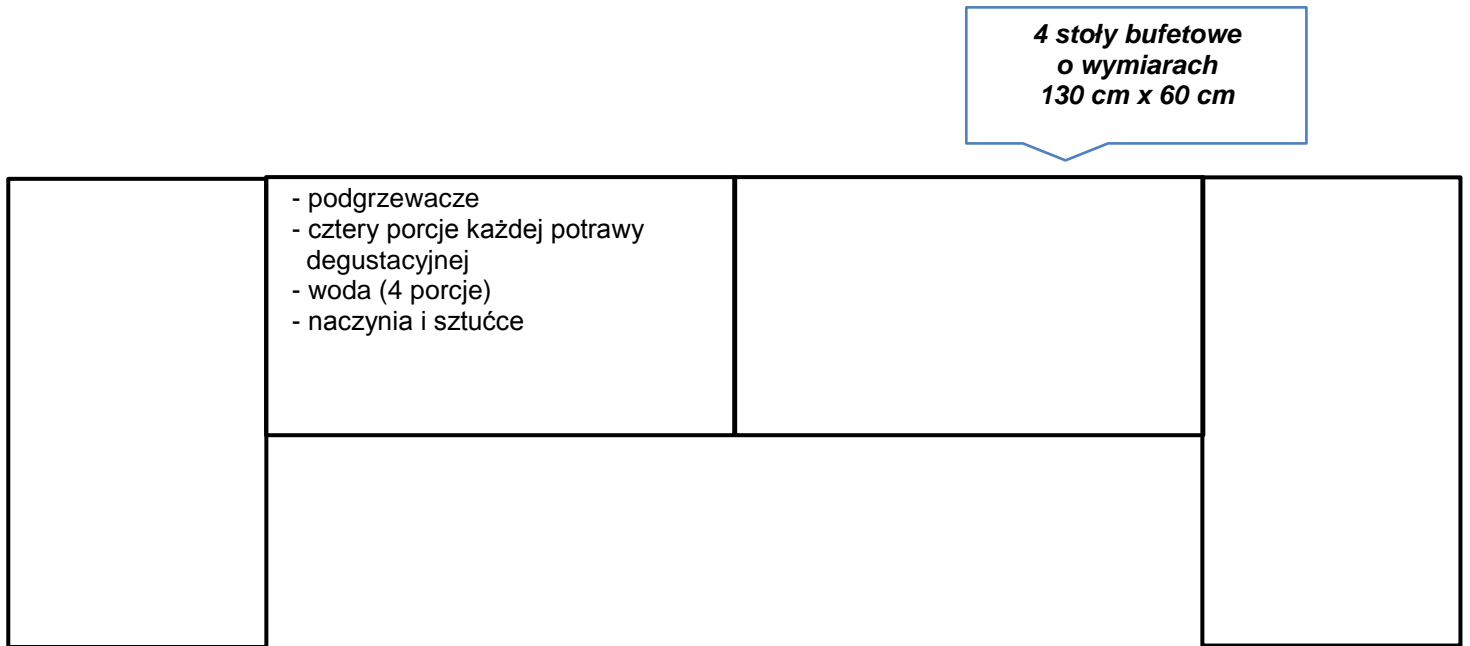 4 stoły bufetowe
o wymiarach
130 cm x 60 cm
- podgrzewacze
- cztery porcje każdej potrawy
degustacyjnej
- woda (4 porcje)
- naczynia i sztućce